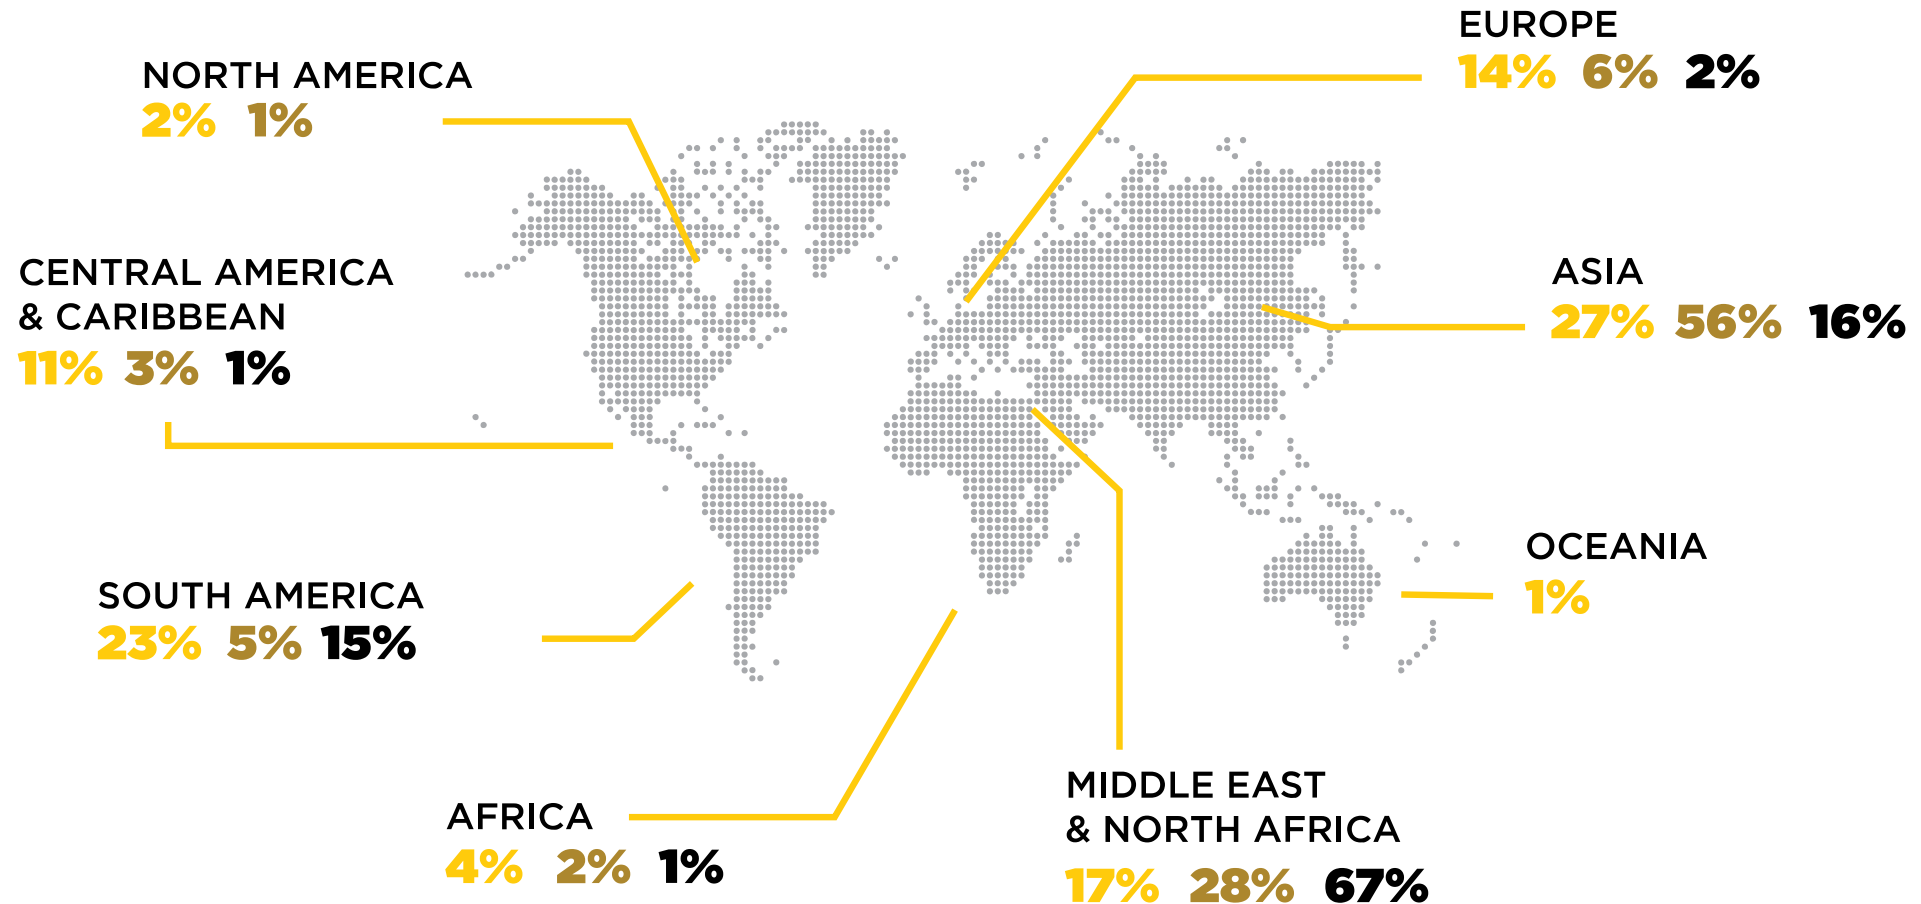 EUROPE
14% 6% 2%
NORTH AMERICA
2% 1%
CENTRAL AMERICA
& CARIBBEAN
11% 3% 1%
ASIA
27% 56% 16%
SOUTH AMERICA
23% 5% 15%
OCEANIA
1%
AFRICA
4% 2% 1%
MIDDLE EAST
& NORTH AFRICA
17% 28% 67%